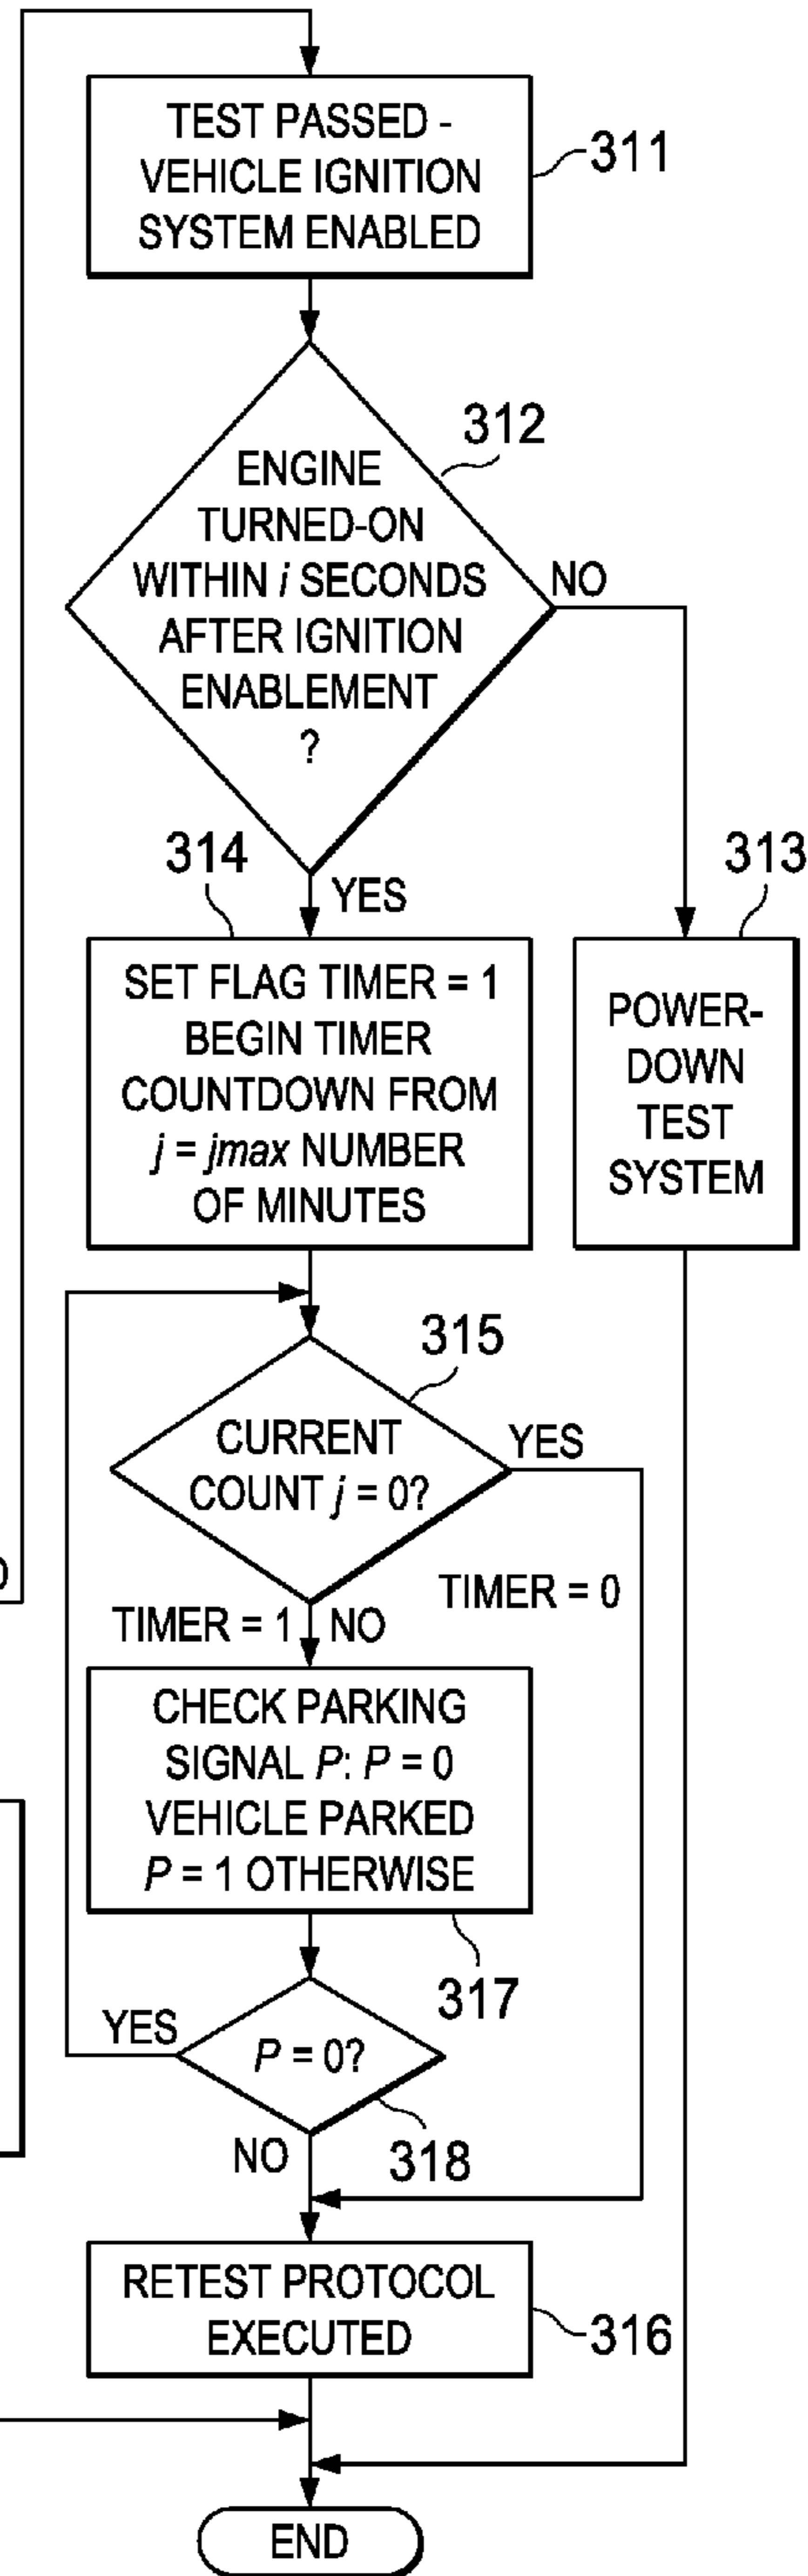 TEST PASSED -
VEHICLE IGNITION
SYSTEM ENABLED
311
312
ENGINE
TURNED-ON
WITHIN i SECONDS
AFTER IGNITION
ENABLEMENT
?
NO
314
313
YES
SET FLAG TIMER = 1
BEGIN TIMER
COUNTDOWN FROM
j = jmax NUMBER
OF MINUTES
POWER-
DOWN
TEST
SYSTEM
315
CURRENT
COUNT j = 0?
YES
TIMER = 0
TIMER = 1
NO
CHECK PARKING
SIGNAL P: P = 0
VEHICLE PARKED
P = 1 OTHERWISE
317
YES
P = 0?
318
NO
RETEST PROTOCOL
EXECUTED
316
END